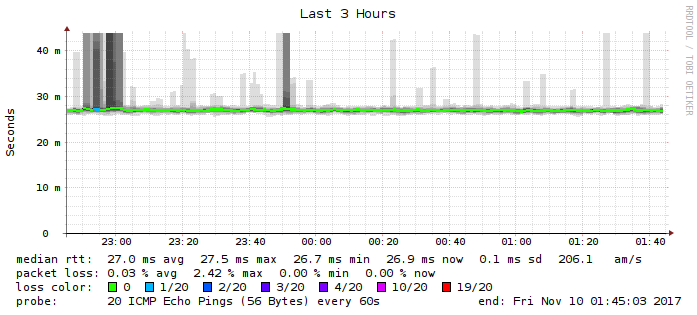 Last 3 Hours
RRDTOOL / TOBI OETIKER
Seconds
40 m
30 m
20 m
10 m
0
23:00 23:20 23:40 00:00 00:20 00:40 01:00 01:20 01:40
median rtt: 27.0 ms avg 27.5 ms max 26.7 ms min 26.9 ms now 0.1 ms sd 206.1 am/s
packet loss: 0.03 % avg 2.42 % max 0.00 % min 0.00 % now
loss color: 0 1/20 2/20 3/20 4/20 10/20 19/20
probe: 20 ICMP Echo Pings (56 Bytes) every 60s end: Fri Nov 10 01:45:03 2017